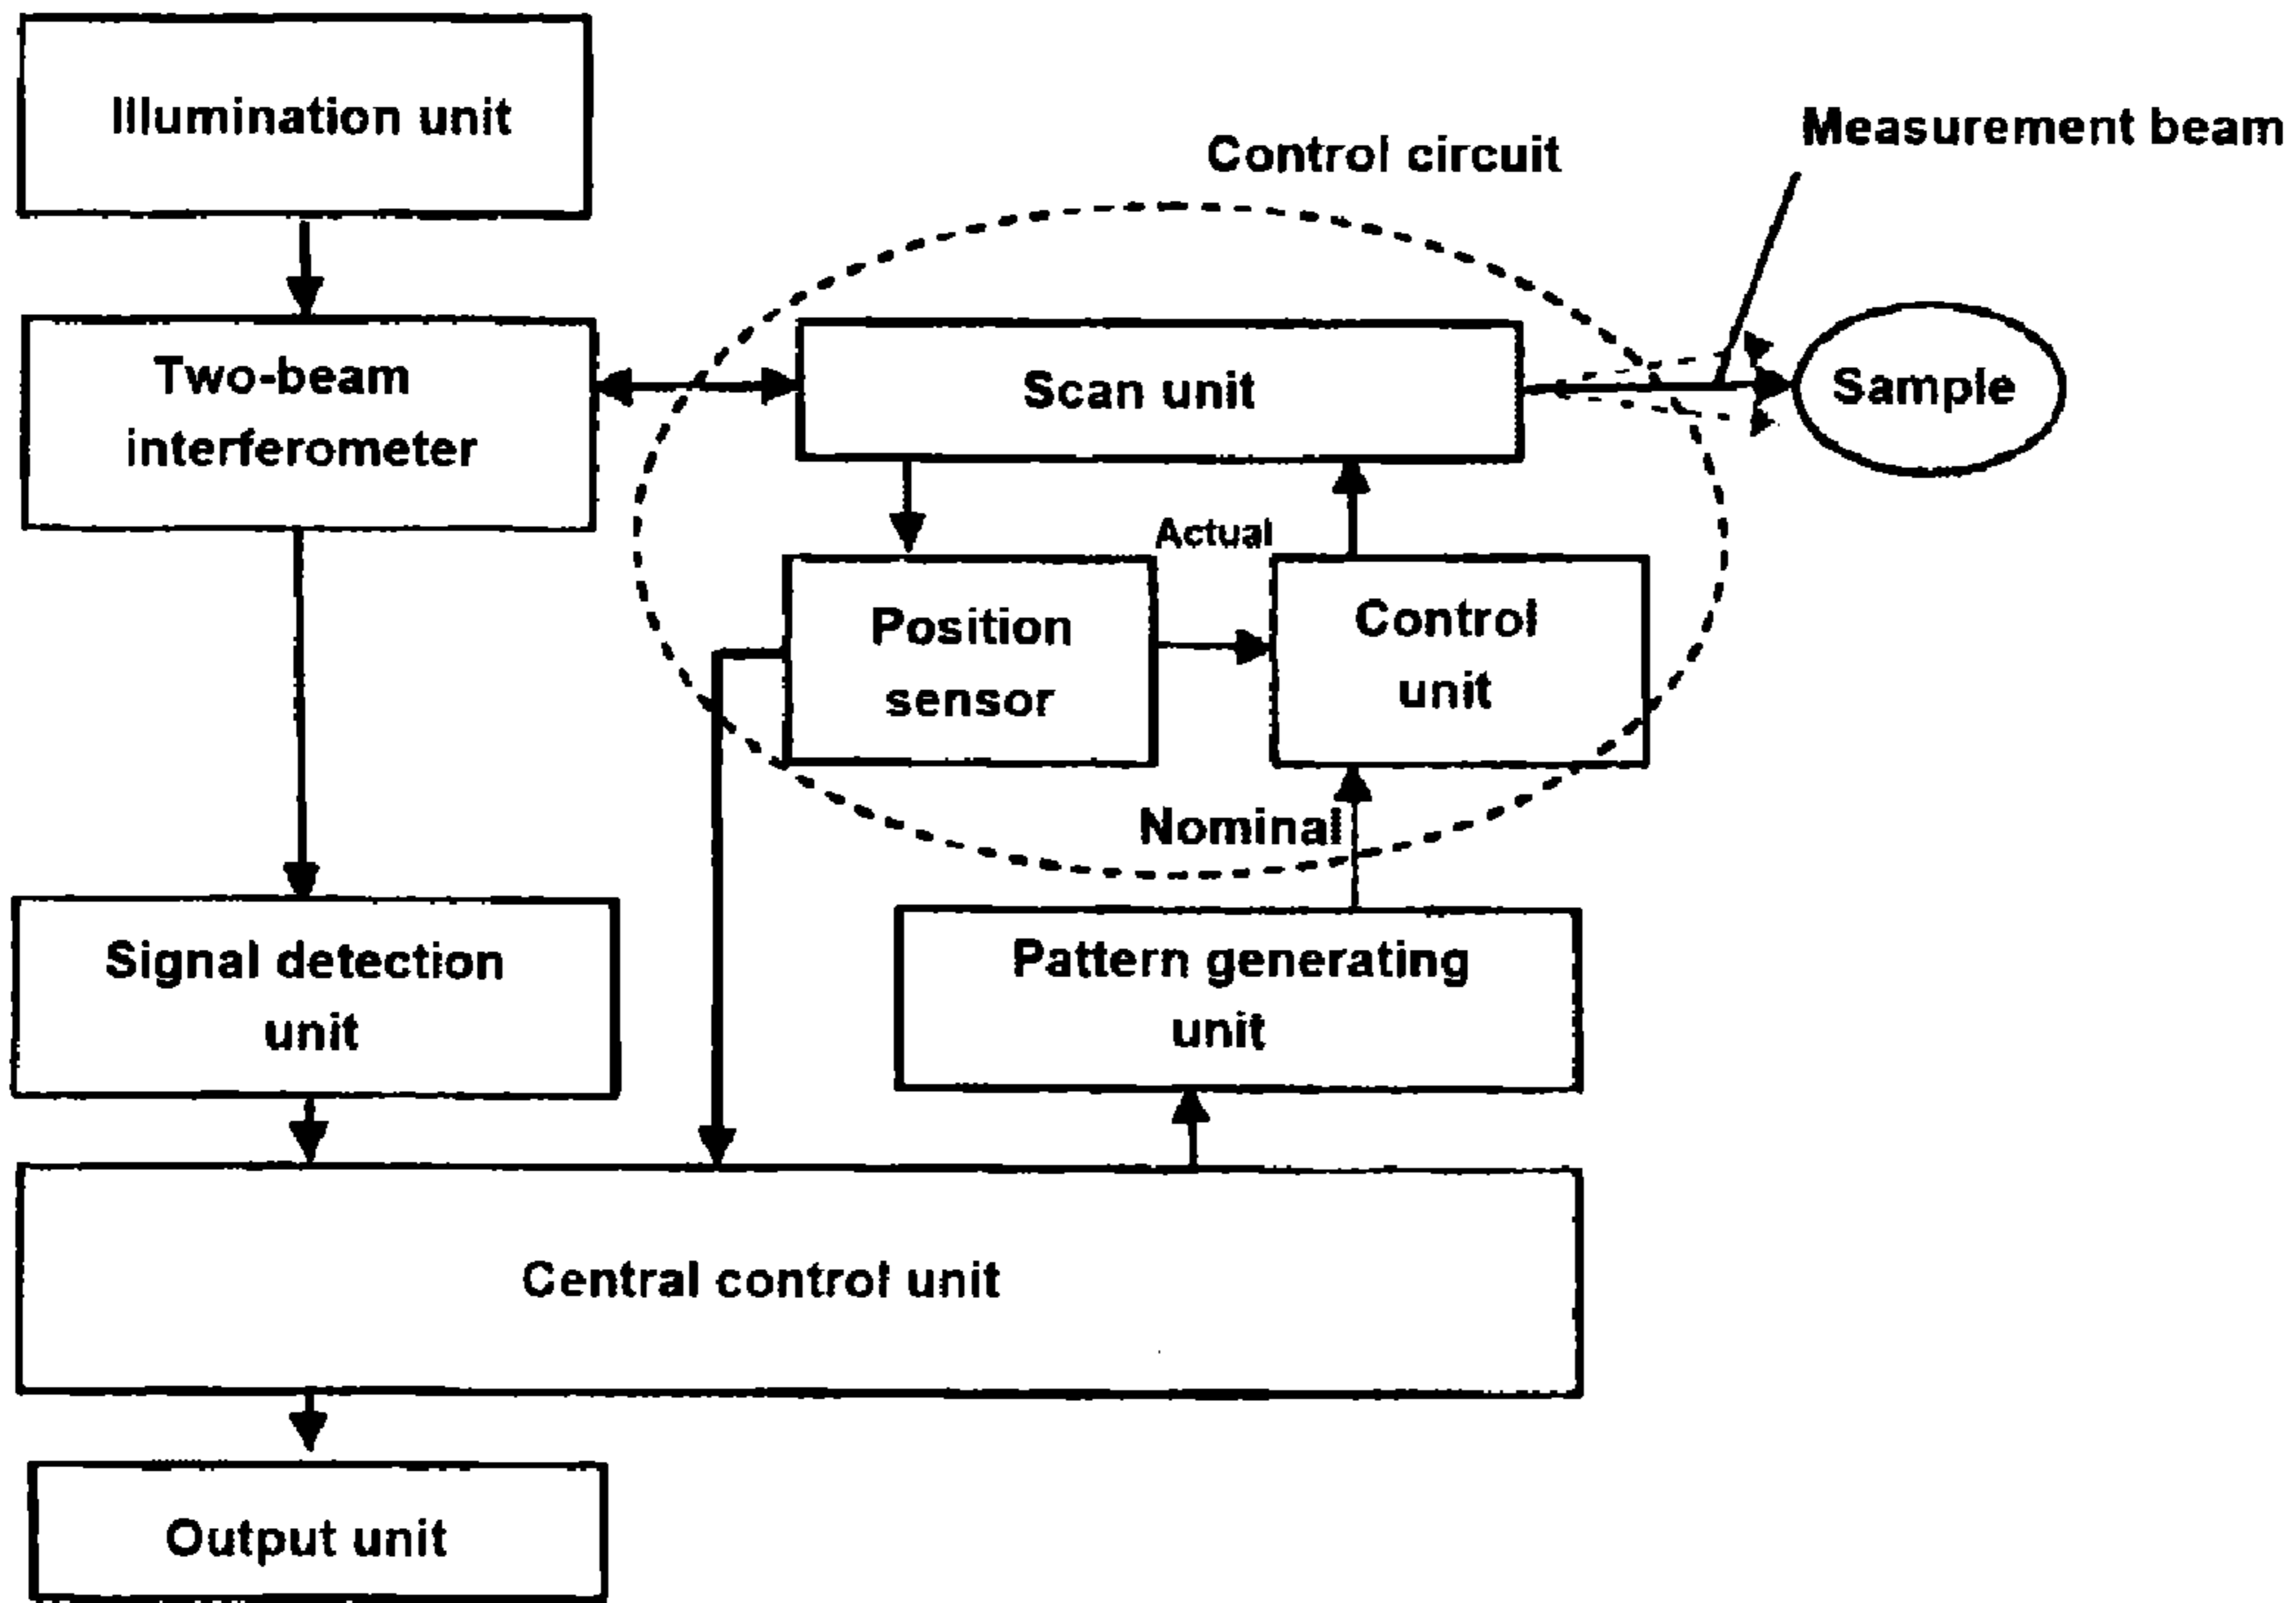 Illumination unit
Control circuit
Measurement beam
Two-beam
interferometer
Scan unit
Sample
Actual
Position
sensor
Control
unit
Nominal
Signal detection
unit
Pattern generating
unit
Central control unit
Output unit